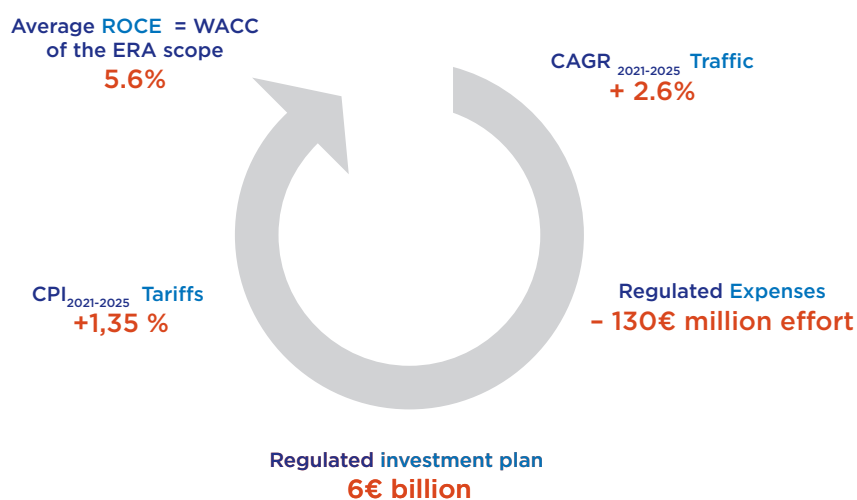 Average ROCE = WACC
of the ERA scope
5.6%
CAGR 2021-2025 Traffic
+ 2.6%
CPI2021-2025 Tariffs
+1,35 %
Regulated Expenses
– 130€ million effort
Regulated investment plan
6€ billion